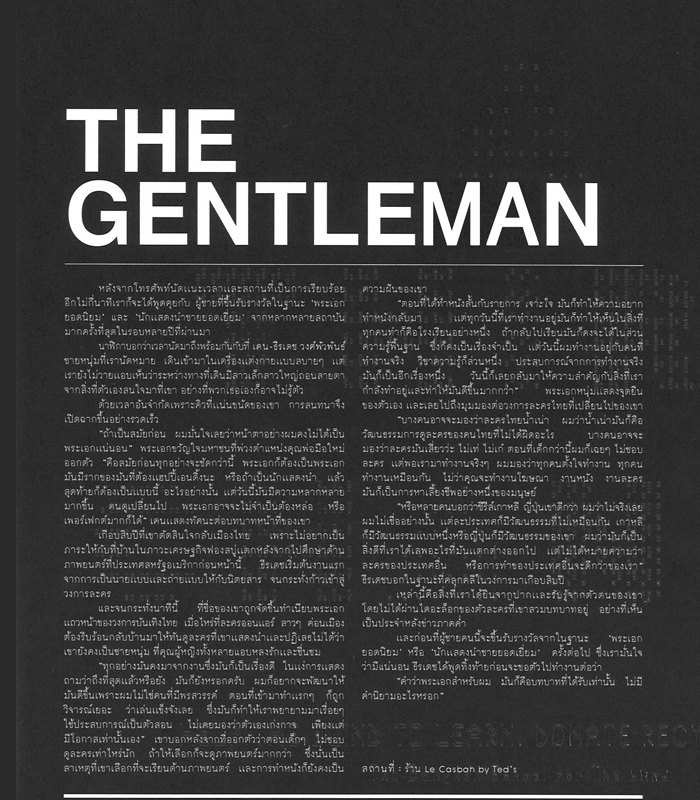 THE
GENTLEMAN
หลังจากโทรศัพท์นัดแนะเวลาและสถานที่เป็นการเรียบร้อย
อีกไม่กี่นาทีเราก็จะได้พูดคุยกับ ผู้ชายที่ขึ้นรับรางวัลในฐานะ 'พระเอก
ยอดนิยม' และ 'นักแสดงนำชายยอดเยี่ยม' จากหลากหลายสถาบัน
มากครั้งที่สุดในรอบหลายปีที่ผ่านมา
นาฬิกาบอกว่าเวลานัดมาถึงพร้อมกันกับที่ เคน-ธีรเดช วงศ์พัวพันธ์
ชายหนุ่มที่เรานัดหมาย เดินเข้ามาในเครื่องแต่งกายแบบสบายๆ แต่
เรายังไม่วายแอบเห็นว่าระหว่างทางที่เดินมีสาวเล็กสาวใหญ่ถอนสายตา
จากสิ่งที่ตัวเองสนใจมาที่เขา อย่างที่พวกเธอเองก็อาจไม่รู้ตัว
ด้วยเวลาอันจำกัดเพราะคิวที่แน่นขนัดของเขา การสนทนาจึง
เปิดฉากขึ้นอย่างรวดเร็ว
"ถ้าเป็นสมัยก่อน ผมมั่นใจเลยว่าหน้าตาอย่างผมคงไม่ได้เป็น
พระเอกแน่นอน" พระเอกขวัญใจมหาชนที่พ่วงตำแหน่งคุณพ่อมือใหม่
ออกตัว "คือสมัยก่อนทุกอย่างจะชัดกว่านี้ พระเอกก็ต้องเป็นพระเอก
มันมีรางของมันที่ต้องแฮปปี้เอนดิ้งนะ หรือถ้าเป็นนักแสดงนำ แล้ว
สุดท้ายก็ต้องเป็นแบบนี้ อะไรอย่างนั้น แต่วันนี้มันมีความหลากหลาย
มากขึ้น คนดูเปลี่ยนไป พระเอกอาจจะไม่จำเป็นต้องหล่อ หรือ
เพอร์เฟกต์มากก็ได้" เคนแสดงทัศนะต่อบทบาทหน้าที่ของเขา
เกือบสิบปีที่เขาตัดสินใจกลับเมืองไทย เพราะไม่อยากเป็น
ภาระให้กับที่บ้านในภาวะเศรษฐกิจฟองสบู่แตกหลังจากไปศึกษาด้าน
ภาพยนตร์ที่ประเทศสหรัฐอเมริกาก่อนหน้านี้ ธีรเดชเริ่มต้นงานแรก
จากการเป็นนายแบบและถ่ายแบบให้กับนิตยสาร จนกระทั่งก้าวเข้าสู่
วงการละคร
และจนกระทั่งนาทีนี้ ที่ชื่อของเขาถูกจัดขึ้นทำเนียบพระเอก
แถวหน้าของวงการบันเทิงไทย เมื่อไหร่ที่ละครออนแอร์ สาวๆ ค่อนเมือง
ต้องรีบร้อนกลับบ้านมาให้ทันดูละครที่เขาแสดงนำและปฏิเสธไม่ได้ว่า
เขายังคงเป็นชายหนุ่ม ที่คุณผู้หญิงทั้งหลายแอบหลงรักและชื่นชม
"ทุกอย่างมันคงมาจากงานซึ่งมันก็เป็นเรื่องดี ในแง่การแสดง
ถามว่าถึงที่สุดแล้วหรือยัง มันก็ยังหรอกครับ ผมก็อยากจะพัฒนาให้
มันดีขึ้นเพราะผมไม่ใช่คนที่มีพรสวรรค์ ตอนที่เข้ามาทำแรกๆ ก็ถูก
วิจารณ์เยอะ ว่าเล่นแข็งจังเลย ซึ่งมันก็ทำให้เราพยายามมาเรื่อยๆ
ใช้ประสบการณ์เป็นตัวสอน ไม่เคยมองว่าตัวเองเก่งกาจ เพียงแต่
มีโอกาสเท่านั้นเอง" เขาบอกหลังจากที่ออกตัวว่าตอนเด็กๆ ไม่ชอบ
ดูละครเท่าไหร่นัก ถ้าให้เลือกก็จะดูภาพยนตร์มากกว่า ซึ่งนั่นเป็น
สาเหตุที่เขาเลือกที่จะเรียนด้านภาพยนตร์ และการทำหนังก็ยังคงเป็น
ความฝันของเขา
"ตอนที่ได้ทำหนังสั้นกับรายการ เจาะใจ มันก็ทำให้ความอยาก
ทำหนังกลับมา แต่ทุกวันนี้ที่เราทำงานอยู่มันก็ทำให้เห็นในสิ่งที่
ทุกคนทำก็คือโรงเรียนอย่างหนึ่ง ถ้ากลับไปเรียนมันก็คงจะได้ในส่วน
ความรู้พื้นฐาน ซึ่งก็คงเป็นเรื่องจำเป็น แต่วันนี้ผมทำงานอยู่กับคนที่
ทำงานจริง วิชาความรู้ก็ส่วนหนึ่ง ประสบการณ์จากการทำงานจริง
มันก็เป็นอีกเรื่องหนึ่ง วันนี้ก็เลยกลับมาให้ความสำคัญกับสิ่งที่เรา
กำลังทำอยู่และทำให้มันดีขึ้นมากกว่า" พระเอกหนุ่มแสดงจุดยืน
ของตัวเอง และเลยไปถึงมุมมองต่อวงการละครไทยที่เปลี่ยนไปของเขา
"บางคนอาจจะมองว่าละครไทยน้ำเน่า ผมว่าน้ำเน่ามันก็คือ
วัฒนธรรมการดูละครของคนไทยที่ไม่ได้ผิดอะไร บางคนอาจจะ
มองว่าละครมันเสี่ยวว่ะ ไม่เท่ ไม่เก๋ ตอนที่เด็กกว่านี้ผมก็เฉยๆ ไม่ชอบ
ละคร แต่พอเรามาทำงานจริงๆ ผมมองว่าทุกคนตั้งใจทำงาน ทุกคน
ทำงานเหมือนกัน ไม่ว่าคุณจะทำงานโฆษณา งานหนัง งานละคร
มันก็เป็นการหาเลี้ยงชีพอย่างหนึ่งของมนุษย์
"หรือหลายคนบอกว่าซีรีส์เกาหลี ญี่ปุ่นเขาดีกว่า ผมว่าไม่จริงเลย
ผมไม่เชื่ออย่างนั้น แต่ละประเทศก็มีวัฒนธรรมที่ไม่เหมือนกัน เกาหลี
ก็มีวัฒนธรรมแบบหนึ่งหรือญี่ปุ่นก็มีวัฒนธรรมของเขา ผมว่ามันก็เป็น
สิ่งดีที่เราได้เสพอะไรที่มันแตกต่างออกไป แต่ไม่ได้หมายความว่า
ละครของประเทศอื่น หรือการทำของประเทศอื่นจะดีกว่าของเรา"
ธีรเดชบอกในฐานะที่คลุกคลีในวงการมาเกือบสิบปี
เหล่านี้คือสิ่งที่เราได้ยินจากปากและรับรู้จากตัวตนของเขา
โดยไม่ได้ผ่านไดอะล็อกของตัวละครที่เขาสวมบทบาทอยู่ อย่างที่เห็น
เป็นประจำหลังข่าวภาคค่ำ
และก่อนที่ผู้ชายคนนี้จะขึ้นรับรางวัลจากในฐานะ 'พระเอก
ยอดนิยม' หรือ 'นักแสดงนำชายยอดเยี่ยม' ครั้งต่อไป ซึ่งเรามั่นใจ
ว่ามีแน่นอน ธีรเดชได้พูดทิ้งท้ายก่อนจะขอตัวไปทำงานต่อว่า
"คำว่าพระเอกสำหรับผม มันก็คือบทบาทที่ได้รับเท่านั้น ไม่มี
คำนิยามอะไรหรอก"
สถานที่ : ร้าน Le Casbah by Ted's